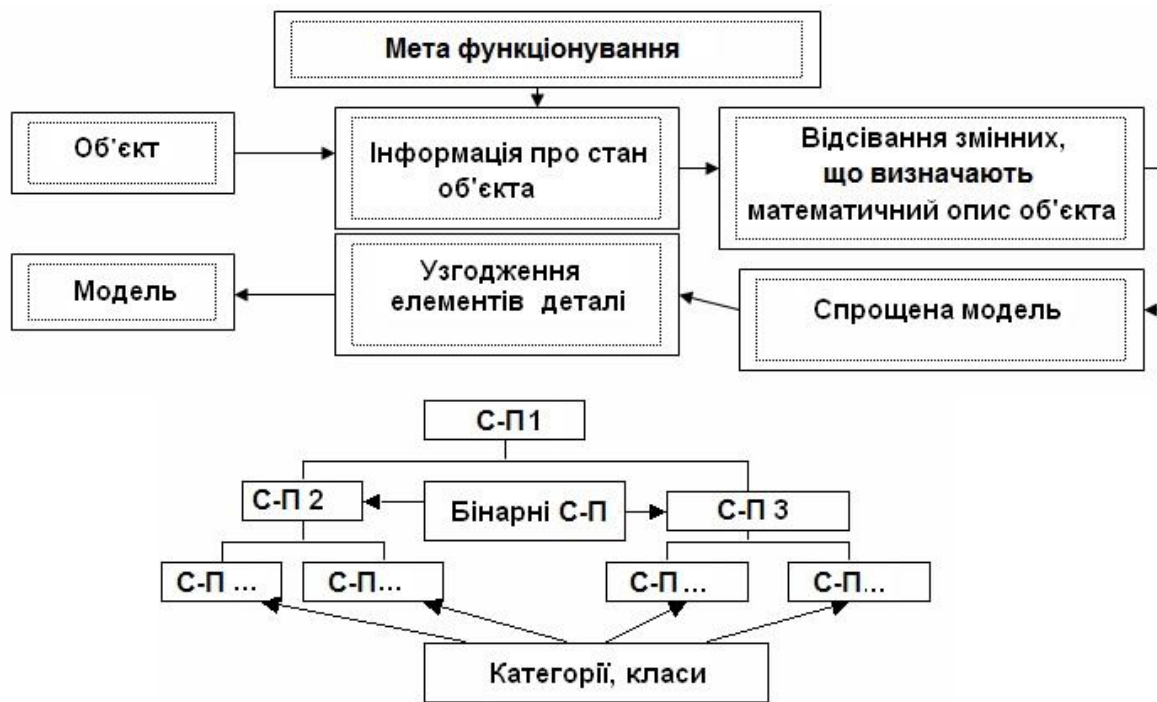 Мета функціонування
Об'єкт
Інформація про стан
об'єкта
Відсівання змінних,
що визначають
математичний опис об'єкта
Модель
Узгодження
елементів деталі
Спрощена модель
С-П 1
С-П 2
Бінарні С-П
С-П 3
С-П ...
С-П...
С-П ...
С-П...
Категорії, класи